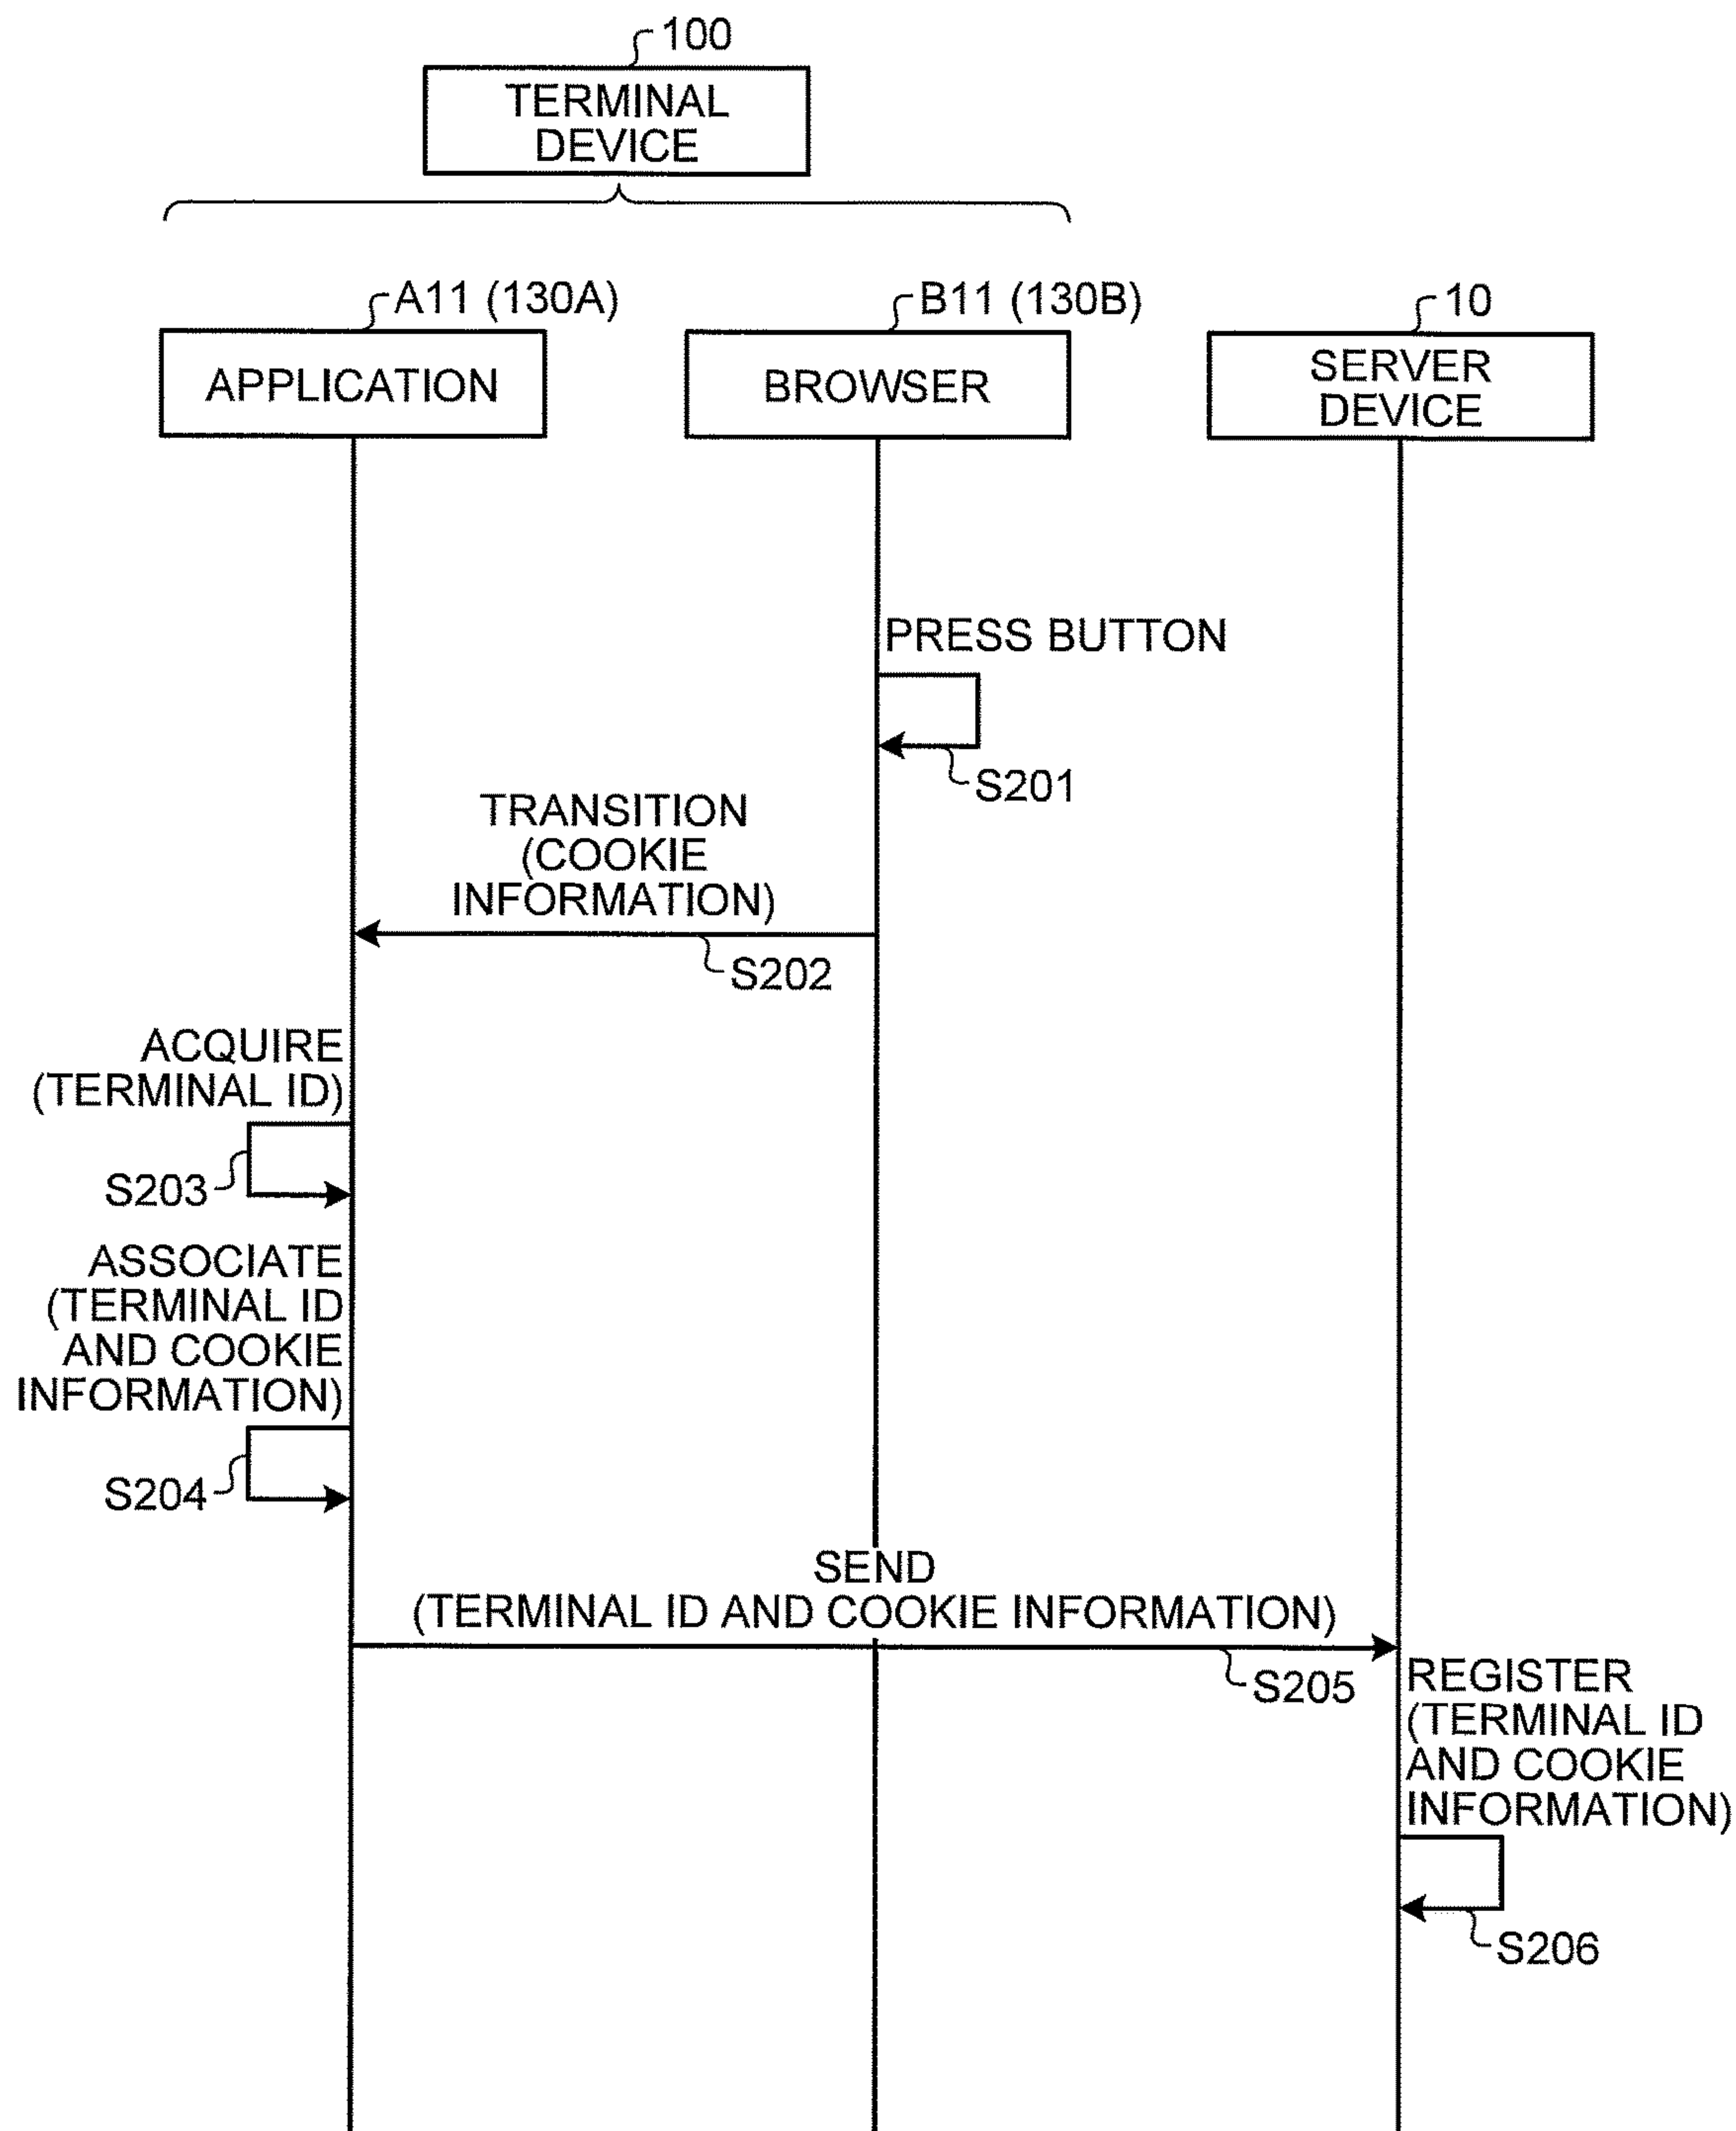 100
TERMINAL
DEVICE
A11 (130A)
B11 (130B)
10
APPLICATION
BROWSER
SERVER
DEVICE
PRESS BUTTON
S201
TRANSITION
(COOKIE
INFORMATION)
S202
ACQUIRE
(TERMINAL ID)
S203
ASSOCIATE
(TERMINAL ID
AND COOKIE
INFORMATION)
S204
SEND
(TERMINAL ID AND COOKIE INFORMATION)
S205
REGISTER
(TERMINAL ID
AND COOKIE
INFORMATION)
S206